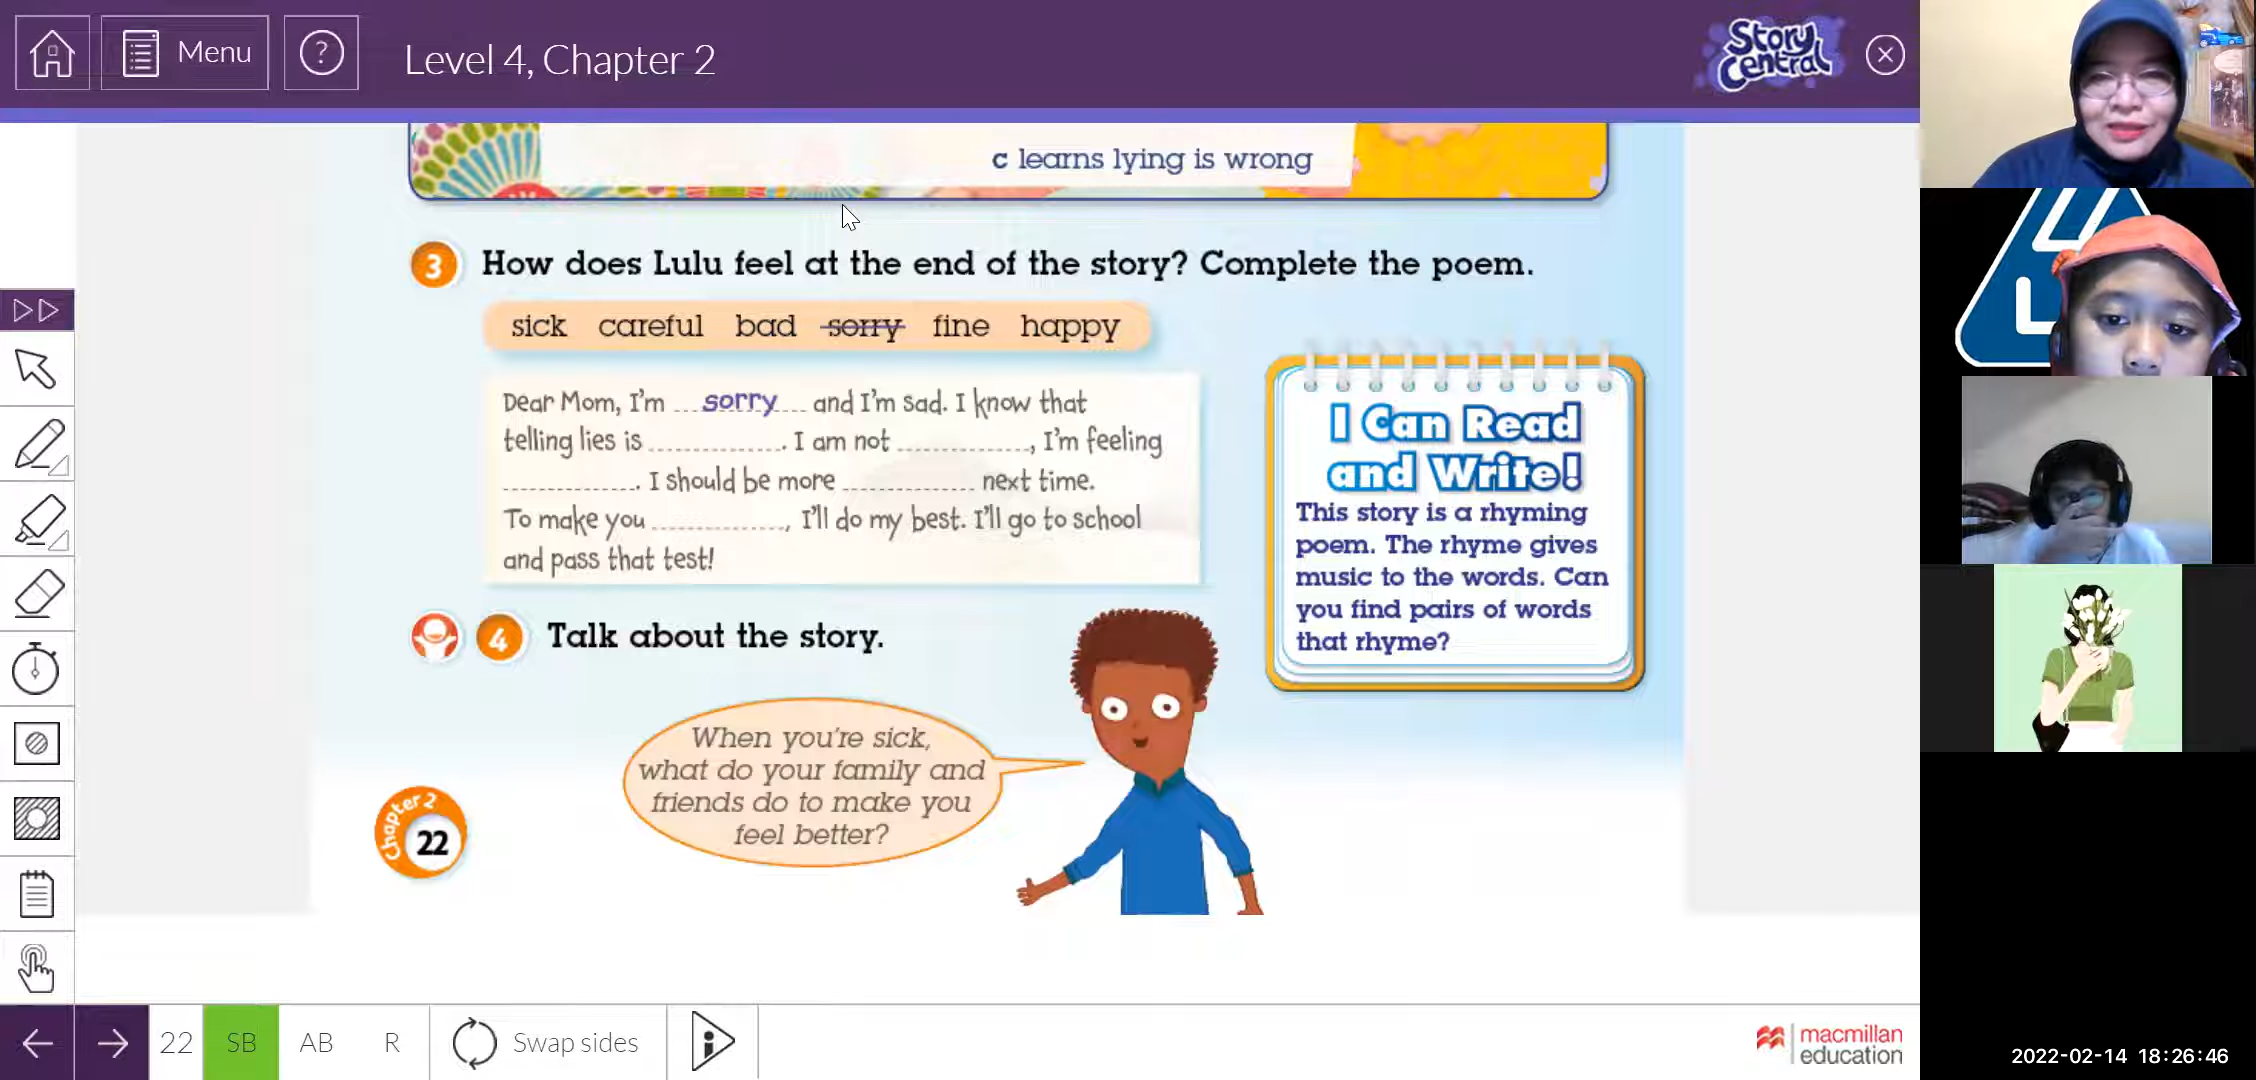 Menu
?
Level 4, Chapter 2
Story
Central
c learns lying is wrong
3 How does Lulu feel at the end of the story? Complete the poem.
sick careful bad sorry fine happy
Dear Mom, I'm sorry and I'm sad. I know that
telling lies is ............. . I am not ............., I'm feeling
............. . I should be more ............. next time.
To make you ............., I'll do my best. I'll go to school
and pass that test!
I Can Read
and Write!
This story is a rhyming
poem. The rhyme gives
music to the words. Can
you find pairs of words
that rhyme?
4 Talk about the story.
When you're sick,
what do your family and
friends do to make you
feel better?
Chapter 2
22
22 SB AB R Swap sides
macmillan
education
2022-02-14 18:26:46